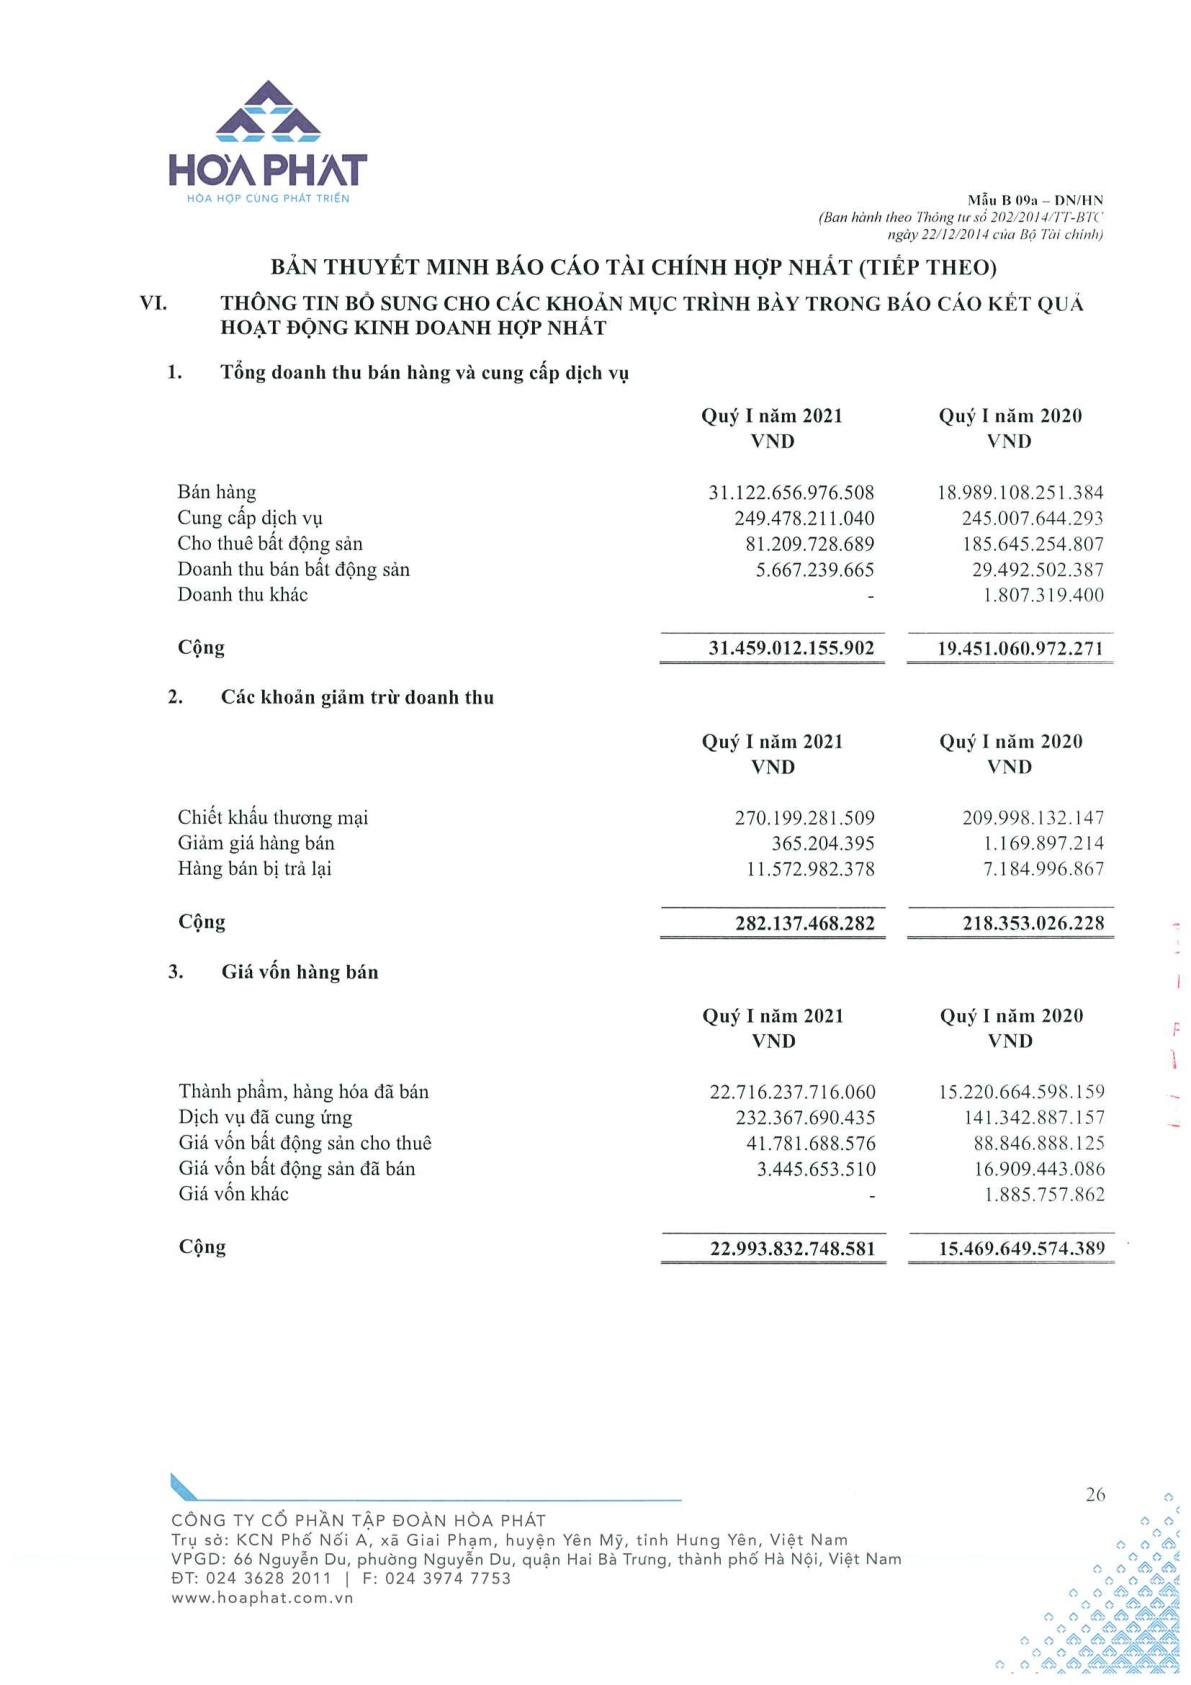 HÒA PHÁT
HÒA HỢP CÙNG PHÁT TRIỂN
Mẫu B 09a – DN/HN
(Ban hành theo Thông tư số 202/2014/TT-BTC
ngày 22/12/2014 của Bộ Tài chính)
BẢN THUYẾT MINH BÁO CÁO TÀI CHÍNH HỢP NHẤT (TIẾP THEO)
VI. THÔNG TIN BỔ SUNG CHO CÁC KHOẢN MỤC TRÌNH BÀY TRONG BÁO CÁO KẾT QUẢ
HOẠT ĐỘNG KINH DOANH HỢP NHẤT
1. Tổng doanh thu bán hàng và cung cấp dịch vụ
Quý I năm 2021 Quý I năm 2020
VND VND
Bán hàng 31.122.656.976.508 18.989.108.251.384
Cung cấp dịch vụ 249.478.211.040 245.007.644.293
Cho thuê bất động sản 81.209.728.689 185.645.254.807
Doanh thu bán bất động sản 5.667.239.665 29.492.502.387
Doanh thu khác - 1.807.319.400
Cộng 31.459.012.155.902 19.451.060.972.271
2. Các khoản giảm trừ doanh thu
Quý I năm 2021 Quý I năm 2020
VND VND
Chiết khấu thương mại 270.199.281.509 209.998.132.147
Giảm giá hàng bán 365.204.395 1.169.897.214
Hàng bán bị trả lại 11.572.982.378 7.184.996.867
Cộng 282.137.468.282 218.353.026.228
3. Giá vốn hàng bán
Quý I năm 2021 Quý I năm 2020
VND VND
Thành phẩm, hàng hóa đã bán 22.716.237.716.060 15.220.664.598.159
Dịch vụ đã cung ứng 232.367.690.435 141.342.887.157
Giá vốn bất động sản cho thuê 41.781.688.576 88.846.888.125
Giá vốn bất động sản đã bán 3.445.653.510 16.909.443.086
Giá vốn khác - 1.885.757.862
Cộng 22.993.832.748.581 15.469.649.574.389
26
CÔNG TY CỔ PHẦN TẬP ĐOÀN HÒA PHÁT
Trụ sở: KCN Phố Nối A, xã Giai Phạm, huyện Yên Mỹ, tỉnh Hưng Yên, Việt Nam
VPGD: 66 Nguyễn Du, phường Nguyễn Du, quận Hai Bà Trưng, thành phố Hà Nội, Việt Nam
ĐT: 024 3628 2011 | F: 024 3974 7753
www.hoaphat.com.vn